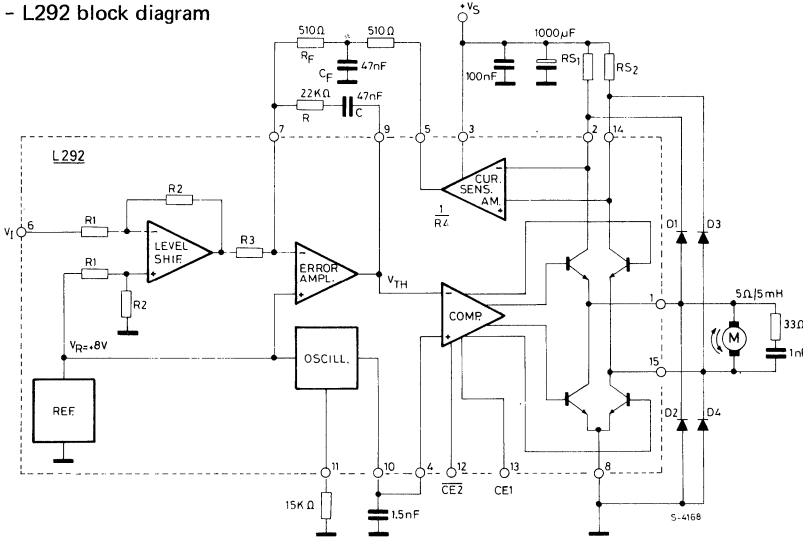 - L292 block diagram
+VS
510Ω
510Ω
1000μF
RF
CF
47nF
100nF
RS1
RS2
22KΩ
47nF
R
C
7
9
5
3
2
14
L292
R2
CUR.
SENS.
AM.
-
+
1/R4
VI
6
R1
-
LEVEL
SHIF.
+
R3
-
ERROR
AMPL.
+
D1
D3
R1
R2
VTH
-
COMP.
+
1
5Ω/5mH
33Ω
M
1nF
VR=+8V
OSCILL.
15
REF.
D2
D4
11
10
4
12
13
8
15KΩ
1.5nF
CE2
CE1
S-4168